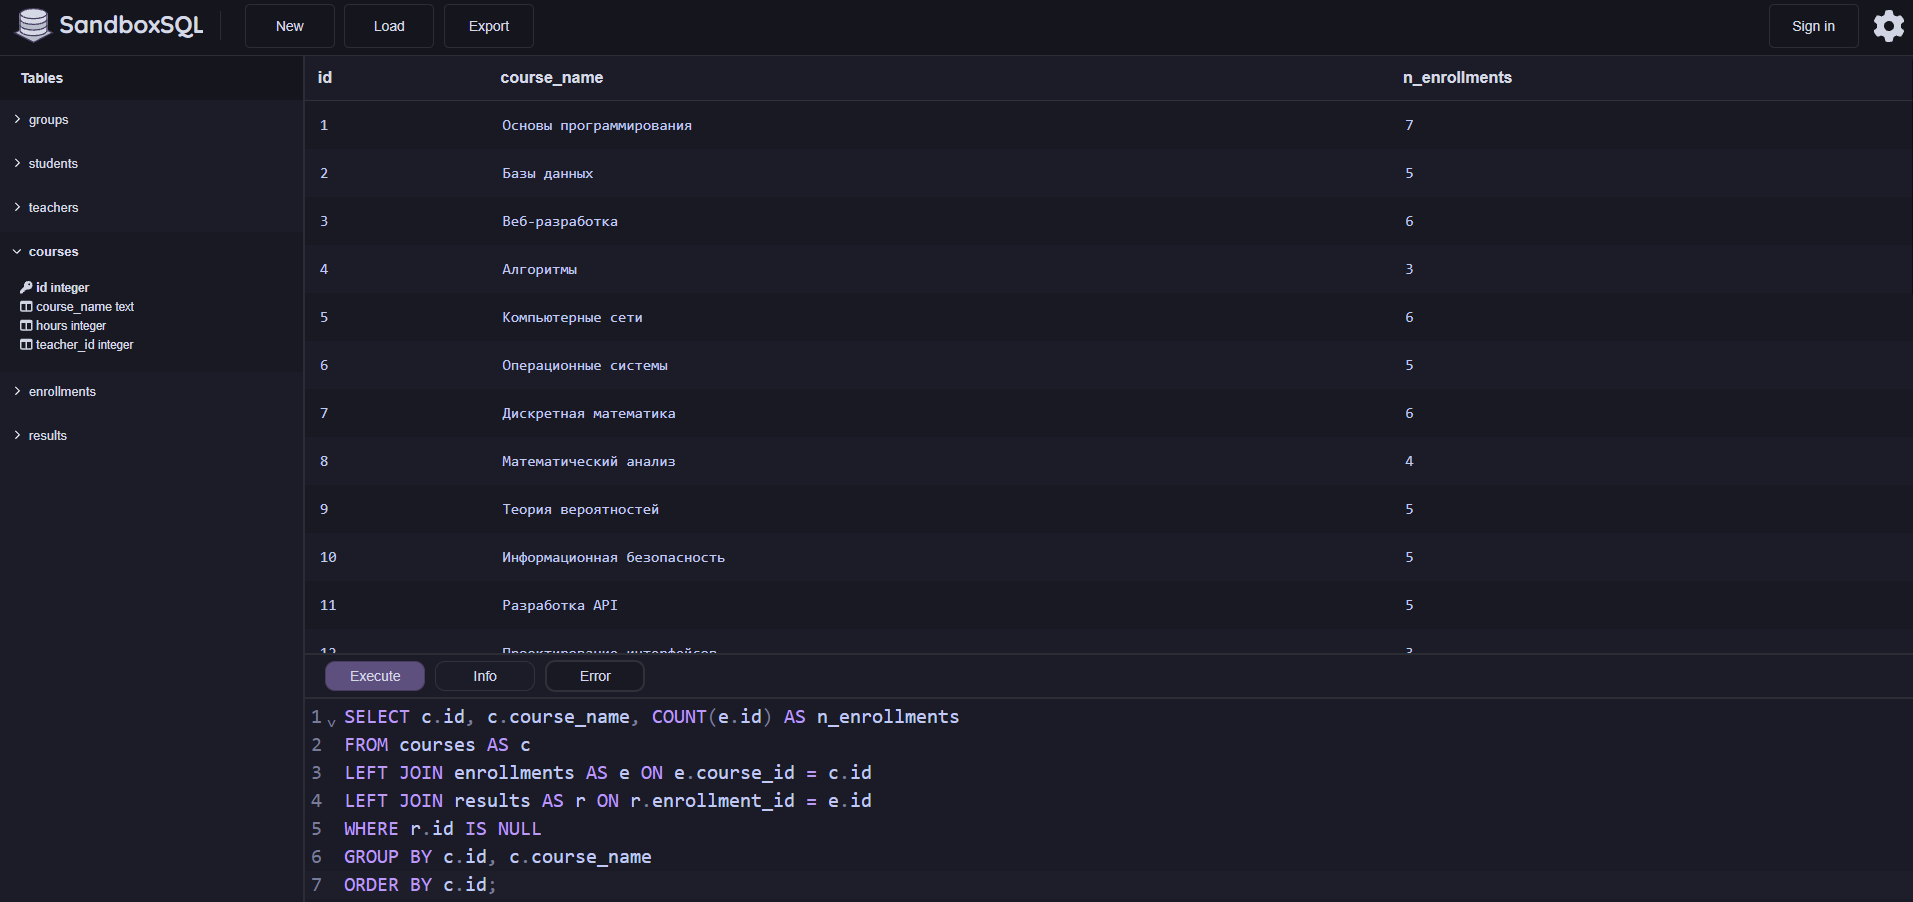 SandboxSQL New Load Export Sign in
Tables
groups
students
teachers
courses
id integer
course_name text
hours integer
teacher_id integer
enrollments
results
id course_name n_enrollments
1 Основы программирования 7
2 Базы данных 5
3 Веб-разработка 6
4 Алгоритмы 3
5 Компьютерные сети 6
6 Операционные системы 5
7 Дискретная математика 6
8 Математический анализ 4
9 Теория вероятностей 5
10 Информационная безопасность 5
11 Разработка API 5
12 Проектирование интерфейсов 3
Execute Info Error
1 SELECT c.id, c.course_name, COUNT(e.id) AS n_enrollments
2 FROM courses AS c
3 LEFT JOIN enrollments AS e ON e.course_id = c.id
4 LEFT JOIN results AS r ON r.enrollment_id = e.id
5 WHERE r.id IS NULL
6 GROUP BY c.id, c.course_name
7 ORDER BY c.id;